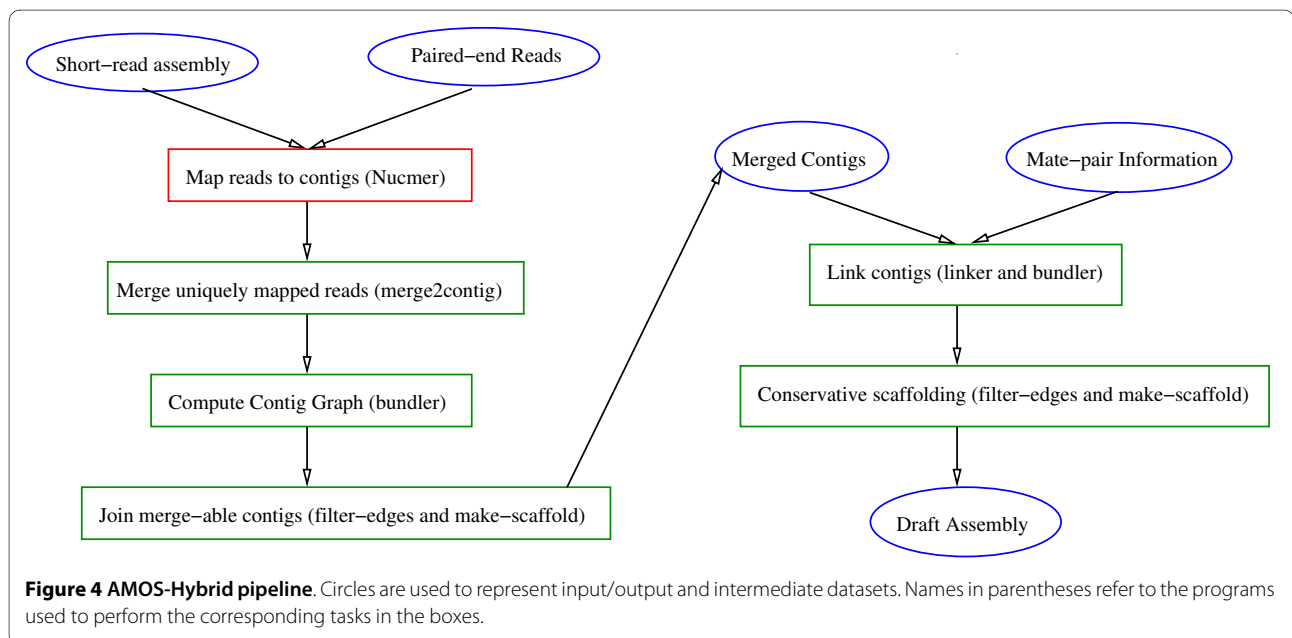 Short−read assembly
Paired−end Reads
Map reads to contigs (Nucmer)
Merge uniquely mapped reads (merge2contig)
Compute Contig Graph (bundler)
Join merge−able contigs (filter−edges and make−scaffold)
Merged Contigs
Mate−pair Information
Link contigs (linker and bundler)
Conservative scaffolding (filter−edges and make−scaffold)
Draft Assembly
Figure 4 AMOS-Hybrid pipeline. Circles are used to represent input/output and intermediate datasets. Names in parentheses refer to the programs
used to perform the corresponding tasks in the boxes.